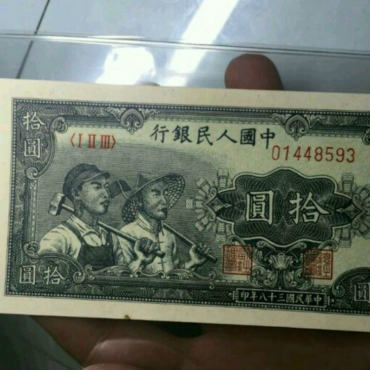 行銀民人國中
〈I II III〉
01448593
拾圓
圓拾
圓拾
圓
印年八十三國民華中